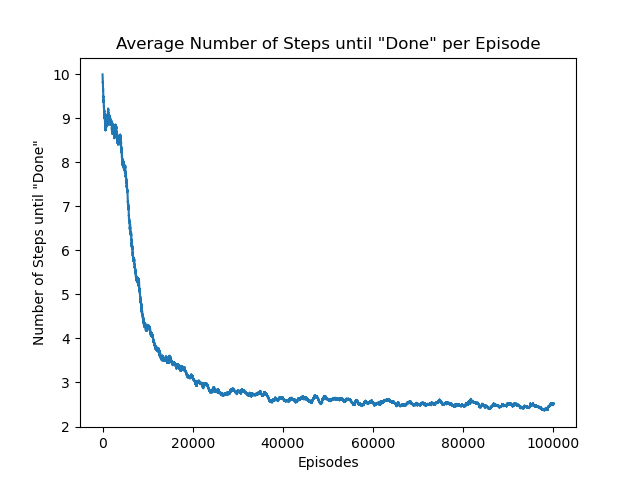 Average Number of Steps until "Done" per Episode
10
9
8
7
6
5
4
3
2
Number of Steps until "Done"
0 20000 40000 60000 80000 100000
Episodes